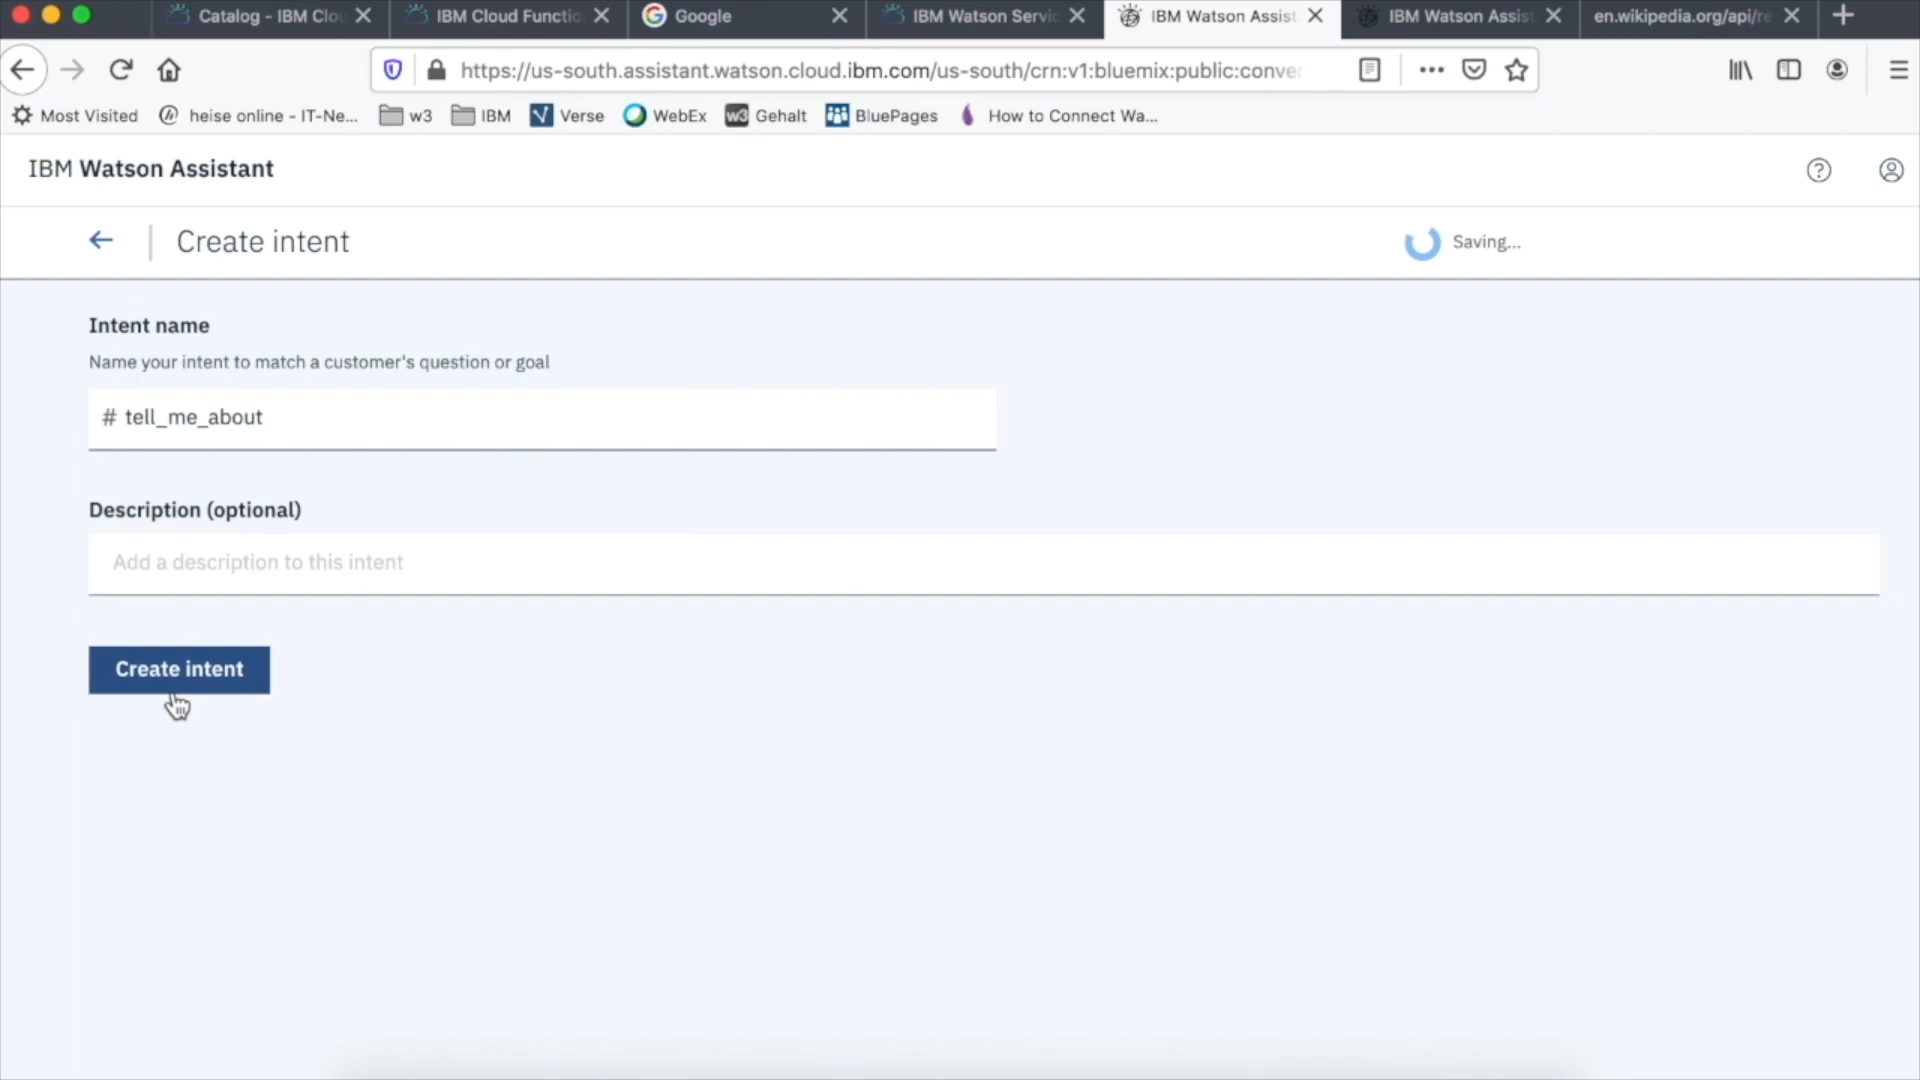 Catalog - IBM Clou
IBM Cloud Functio
Google
IBM Watson Servic
IBM Watson Assist
IBM Watson Assist
en.wikipedia.org/api/re
https://us-south.assistant.watson.cloud.ibm.com/us-south/crn:v1:bluemix:public:conver
Most Visited
heise online - IT-Ne...
w3
IBM
Verse
WebEx
w3 Gehalt
BluePages
How to Connect Wa...
IBM Watson Assistant
Create intent
Saving...
Intent name
Name your intent to match a customer's question or goal
# tell_me_about
Description (optional)
Add a description to this intent
Create intent